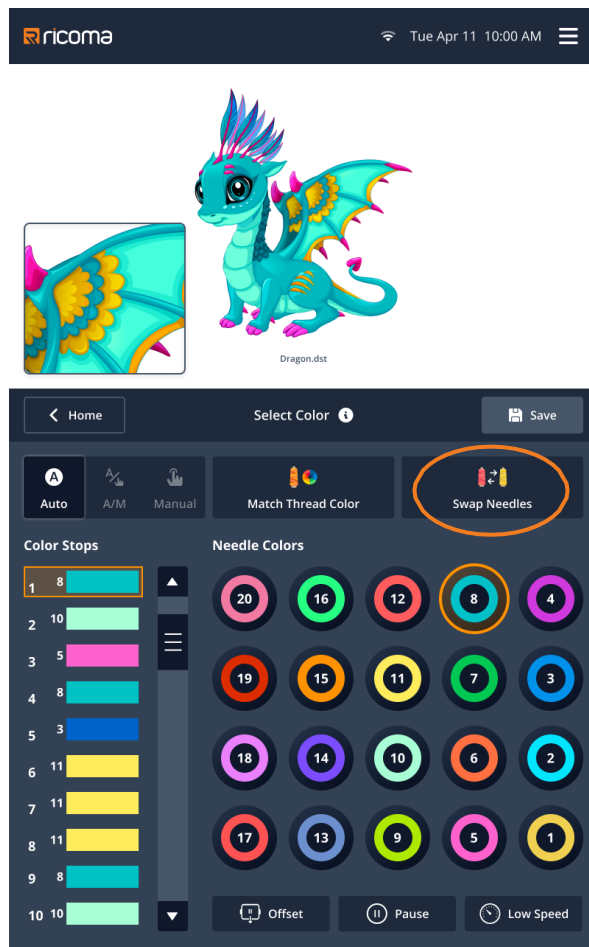 ricoma
Tue Apr 11 10:00 AM
Dragon.dst
Home
Select Color i
Save
A
Auto
A/M
Manual
Match Thread Color
Swap Needles
Color Stops
Needle Colors
1 8
2 10
3 5
4 8
5 3
6 11
7 11
8 11
9 8
10 10
20 16 12 8 4
19 15 11 7 3
18 14 10 6 2
17 13 9 5 1
Offset
Pause
Low Speed